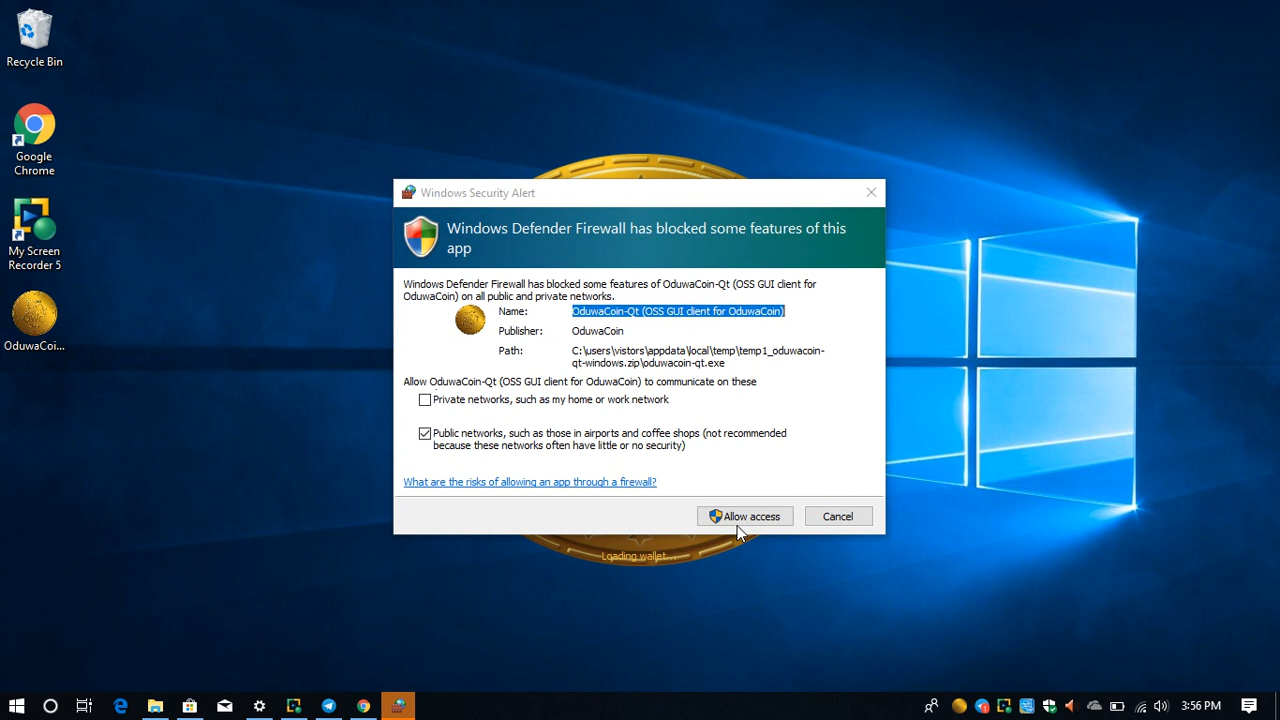 Recycle Bin
Google
Chrome
My Screen
Recorder 5
OduwaCoi...
Windows Security Alert
Windows Defender Firewall has blocked some features of this
app
Windows Defender Firewall has blocked some features of OduwaCoin-Qt (OSS GUI client for
OduwaCoin) on all public and private networks.
Name: OduwaCoin-Qt (OSS GUI client for OduwaCoin)
Publisher: OduwaCoin
Path: C:\users\vistors\appdata\local\temp\temp1_oduwacoin-
qt-windows.zip\oduwacoin-qt.exe
Allow OduwaCoin-Qt (OSS GUI client for OduwaCoin) to communicate on these
Private networks, such as my home or work network
Public networks, such as those in airports and coffee shops (not recommended
because these networks often have little or no security)
What are the risks of allowing an app through a firewall?
Allow access Cancel
Loading wallet...
3:56 PM